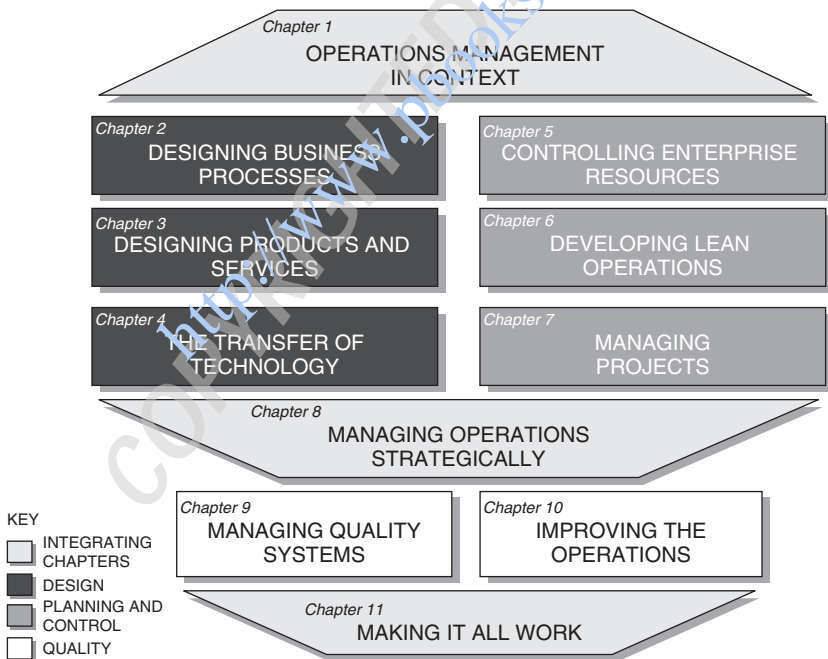 Chapter 1
OPERATIONS MANAGEMENT
IN CONTEXT
Chapter 2
DESIGNING BUSINESS
PROCESSES
Chapter 5
CONTROLLING ENTERPRISE
RESOURCES
Chapter 3
DESIGNING PRODUCTS AND
SERVICES
Chapter 6
DEVELOPING LEAN
OPERATIONS
Chapter 4
THE TRANSFER OF
TECHNOLOGY
Chapter 7
MANAGING
PROJECTS
Chapter 8
MANAGING OPERATIONS
STRATEGICALLY
Chapter 9
MANAGING QUALITY
SYSTEMS
Chapter 10
IMPROVING THE
OPERATIONS
Chapter 11
MAKING IT ALL WORK
KEY
INTEGRATING
CHAPTERS
DESIGN
PLANNING AND
CONTROL
QUALITY
COPYRIGHTED